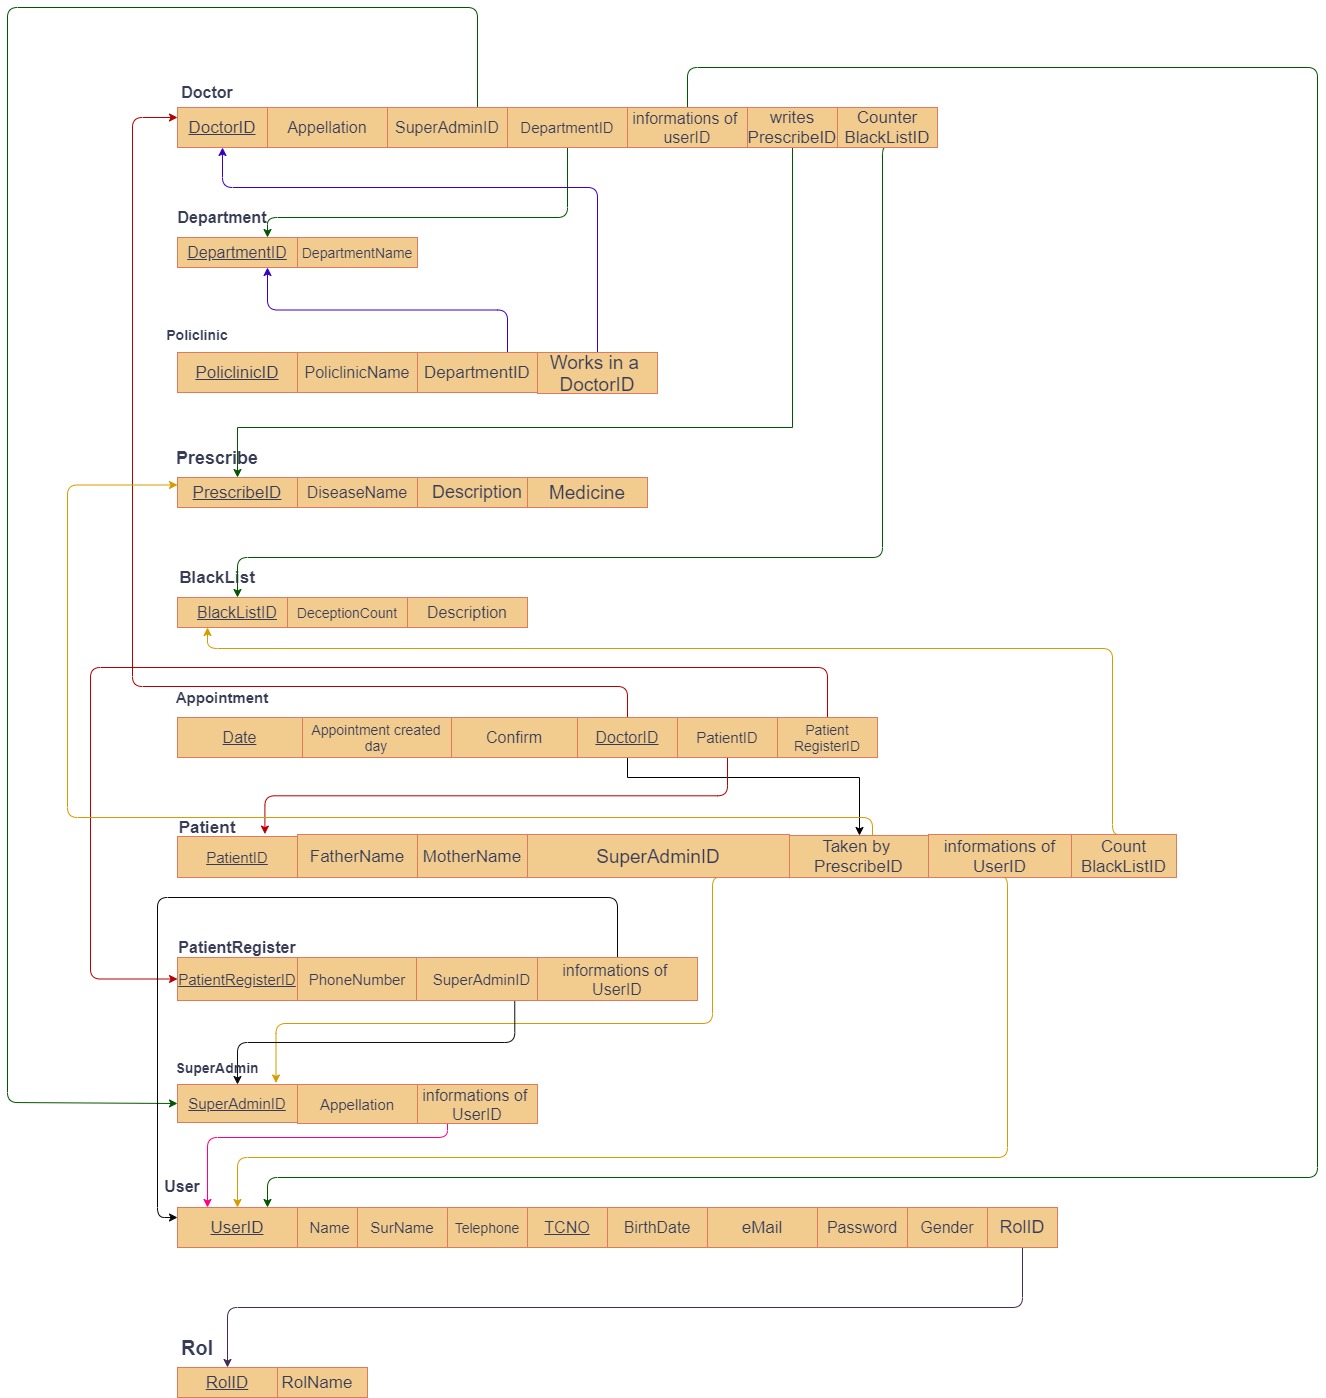 Doctor
DoctorID
Appellation
SuperAdminID
DepartmentID
informations of
userID
writes
PrescribeID
Counter
BlackListID
Department
DepartmentID
DepartmentName
Policlinic
PoliclinicID
PoliclinicName
DepartmentID
Works in a
DoctorID
Prescribe
PrescribeID
DiseaseName
Description
Medicine
BlackList
BlackListID
DeceptionCount
Description
Appointment
Date
Appointment created
day
Confirm
DoctorID
PatientID
Patient
RegisterID
Patient
PatientID
FatherName
MotherName
SuperAdminID
Taken by
PrescribeID
informations of
UserID
Count
BlackListID
PatientRegister
PatientRegisterID
PhoneNumber
SuperAdminID
informations of
UserID
SuperAdmin
SuperAdminID
Appellation
informations of
UserID
User
UserID
Name
SurName
Telephone
TCNO
BirthDate
eMail
Password
Gender
RolID
Rol
RolID
RolName